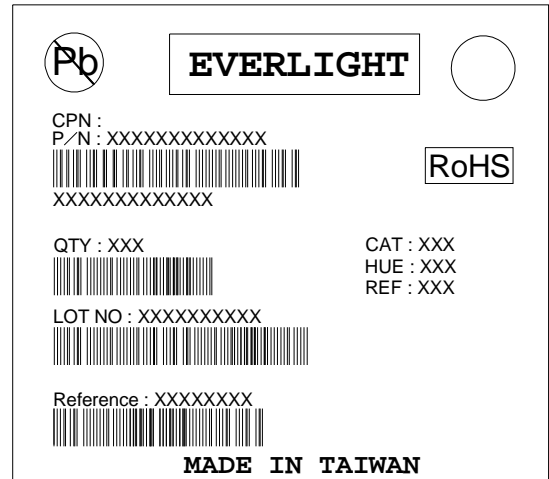 Pb
EVERLIGHT
CPN :
P/N : XXXXXXXXXXXXX
RoHS
XXXXXXXXXXXXX
QTY : XXX
CAT : XXX
HUE : XXX
REF : XXX
LOT NO : XXXXXXXXXX
Reference : XXXXXXXX
MADE IN TAIWAN